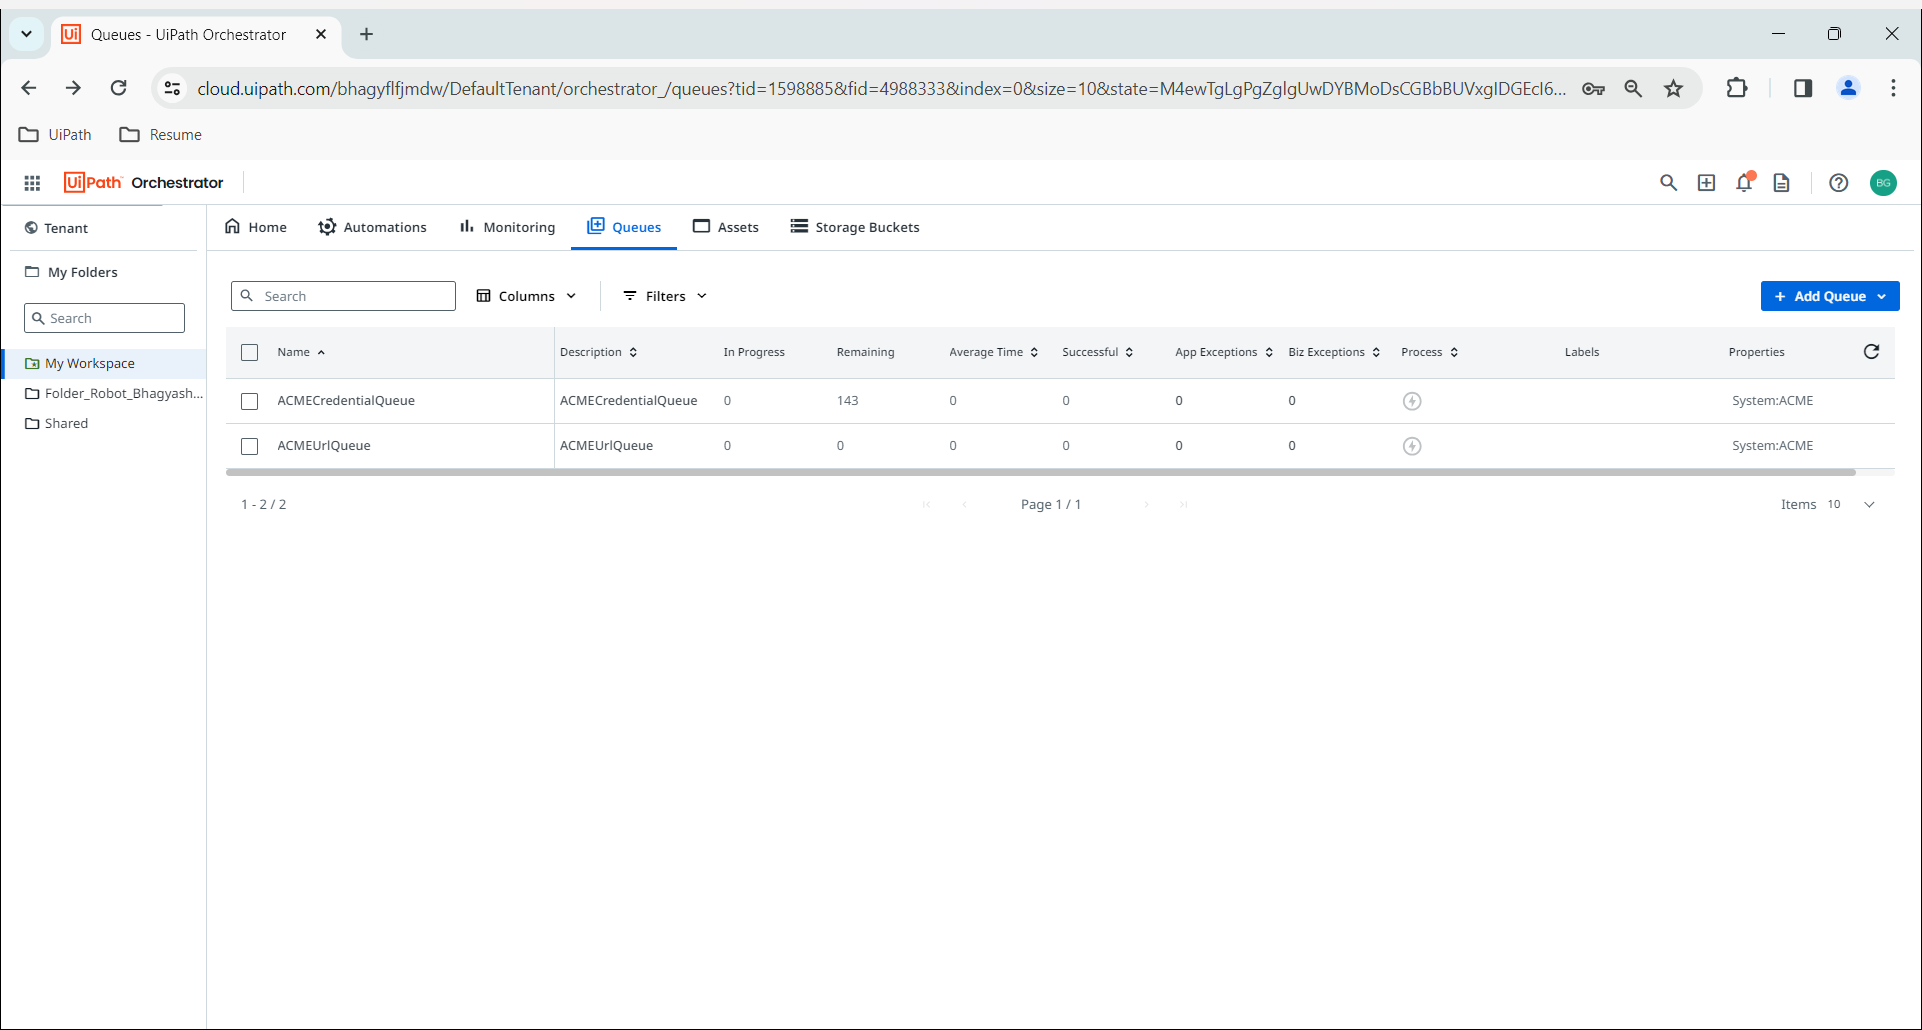 Queues - UiPath Orchestrator
cloud.uipath.com/bhagyflfjmdw/DefaultTenant/orchestrator_/queues?tid=1598885&fid=4988333&index=0&size=10&state=M4ewTgLgPgZglgUwDYBMoDsCGBbBUVxgIDGEcI6...
UiPath Resume
UiPath Orchestrator BG
Tenant Home Automations Monitoring Queues Assets Storage Buckets
My Folders
Search Columns Filters + Add Queue
Search
Name Description In Progress Remaining Average Time Successful App Exceptions Biz Exceptions Process Labels Properties
My Workspace
Folder_Robot_Bhagyash...
Shared
ACMECredentialQueue ACMECredentialQueue 0 143 0 0 0 0 System:ACME
ACMEUrlQueue ACMEUrlQueue 0 0 0 0 0 0 System:ACME
1 - 2 / 2 Page 1 / 1 Items 10